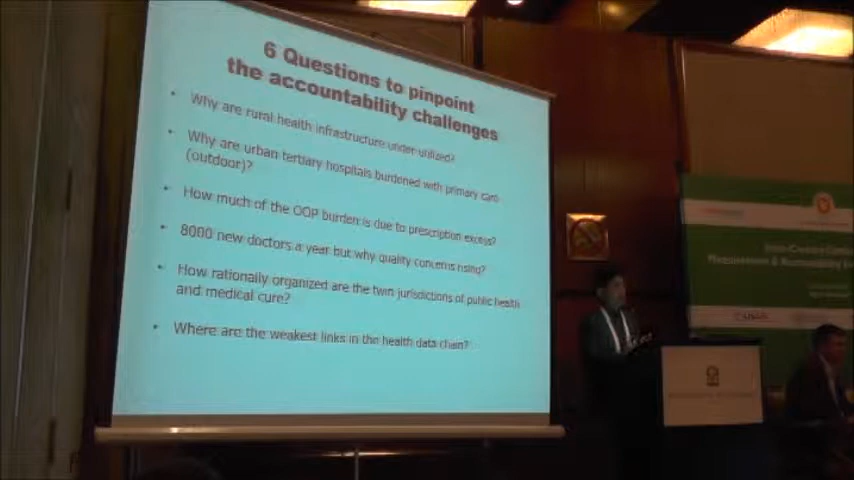 6 Questions to pinpoint
the accountability challenges
• Why are rural health infrastructure under utilized?
• Why are urban tertiary hospitals burdened with primary care
(outdoor)?
• How much of the OOP burden is due to prescription excess?
• 8000 new doctors a year but why quality concerns rising?
• How rationally organized are the twin jurisdictions of public health
and medical cure?
• Where are the weakest links in the health data chain?